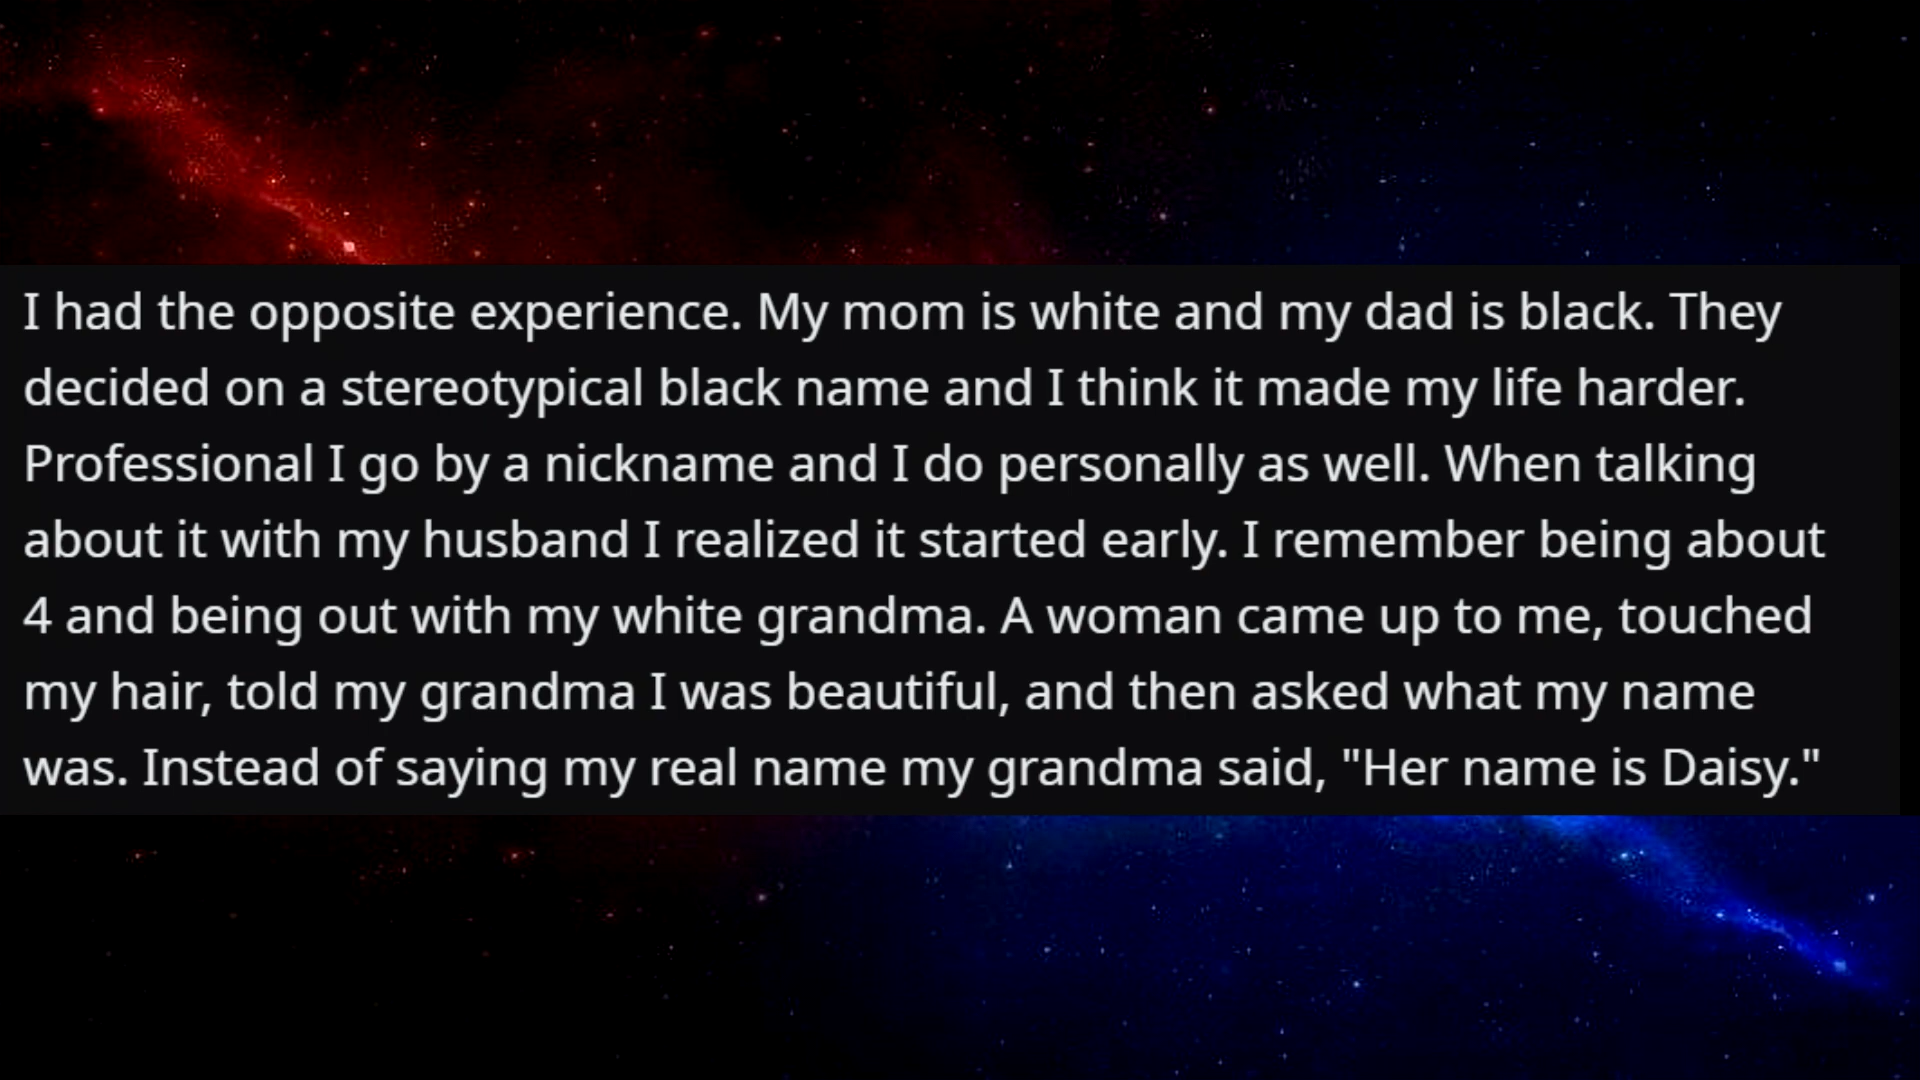 I had the opposite experience. My mom is white and my dad is black. They
decided on a stereotypical black name and I think it made my life harder.
Professional I go by a nickname and I do personally as well. When talking
about it with my husband I realized it started early. I remember being about
4 and being out with my white grandma. A woman came up to me, touched
my hair, told my grandma I was beautiful, and then asked what my name
was. Instead of saying my real name my grandma said, "Her name is Daisy."